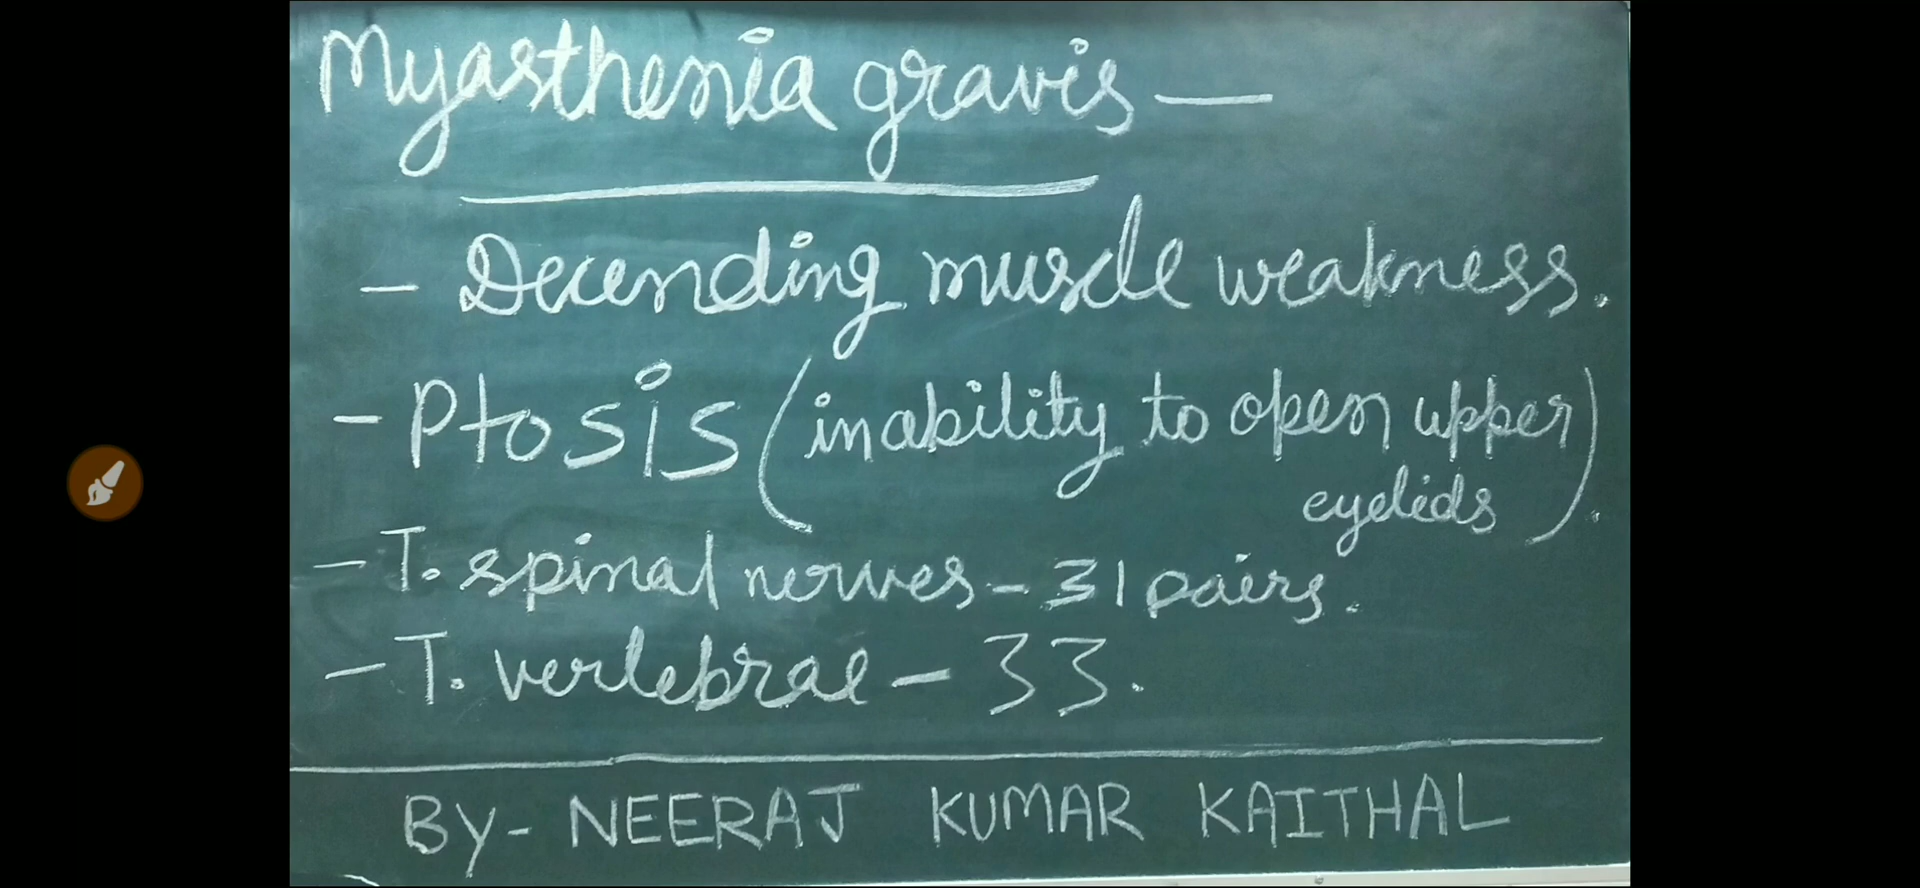 Myasthenia gravis —
- Decending muscle weakness.
- Ptosis (inability to open upper
eyelids).
- T. spinal nerves - 31 pairs.
- T. vertebrae - 33.
BY- NEERAJ KUMAR KAITHAL